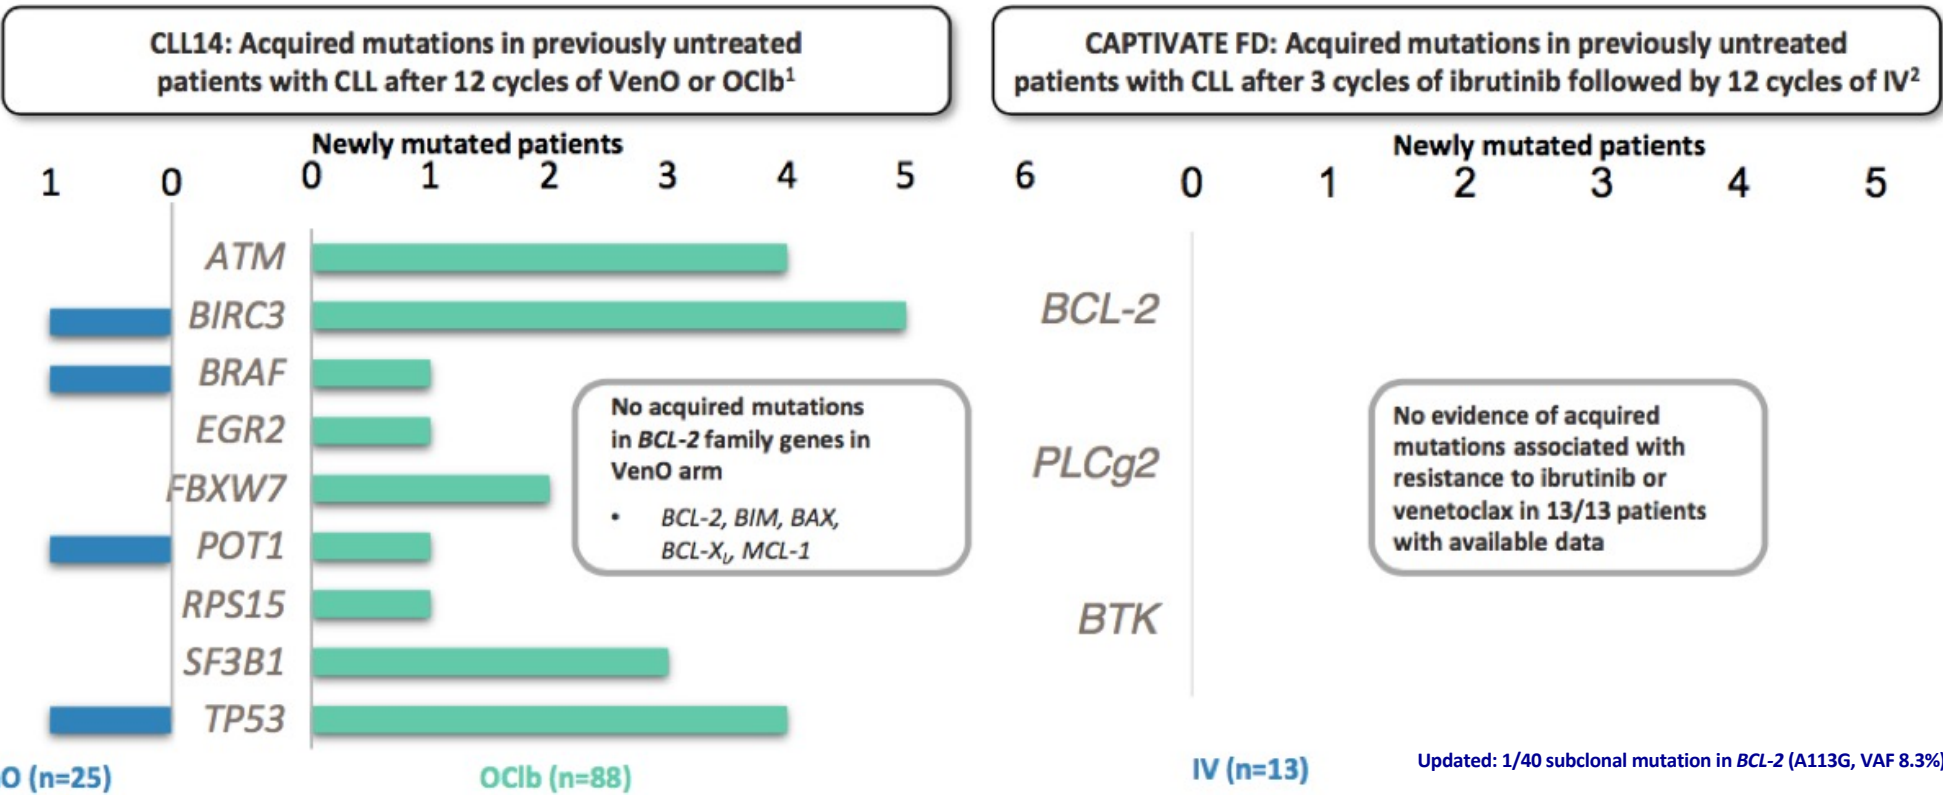 CLL14: Acquired mutations in previously untreated
patients with CLL after 12 cycles of VenO or OClb¹
Newly mutated patients
1 0 0 1 2 3 4 5 6
ATM
BIRC3
BRAF
EGR2
FBXW7
POT1
RPS15
SF3B1
TP53
No acquired mutations
in BCL-2 family genes in
VenO arm
• BCL-2, BIM, BAX,
BCL-XL, MCL-1
O (n=25)
OClb (n=88)
CAPTIVATE FD: Acquired mutations in previously untreated
patients with CLL after 3 cycles of ibrutinib followed by 12 cycles of IV²
Newly mutated patients
0 1 2 3 4 5
BCL-2
PLCg2
BTK
No evidence of acquired
mutations associated with
resistance to ibrutinib or
venetoclax in 13/13 patients
with available data
IV (n=13)
Updated: 1/40 subclonal mutation in BCL-2 (A113G, VAF 8.3%)